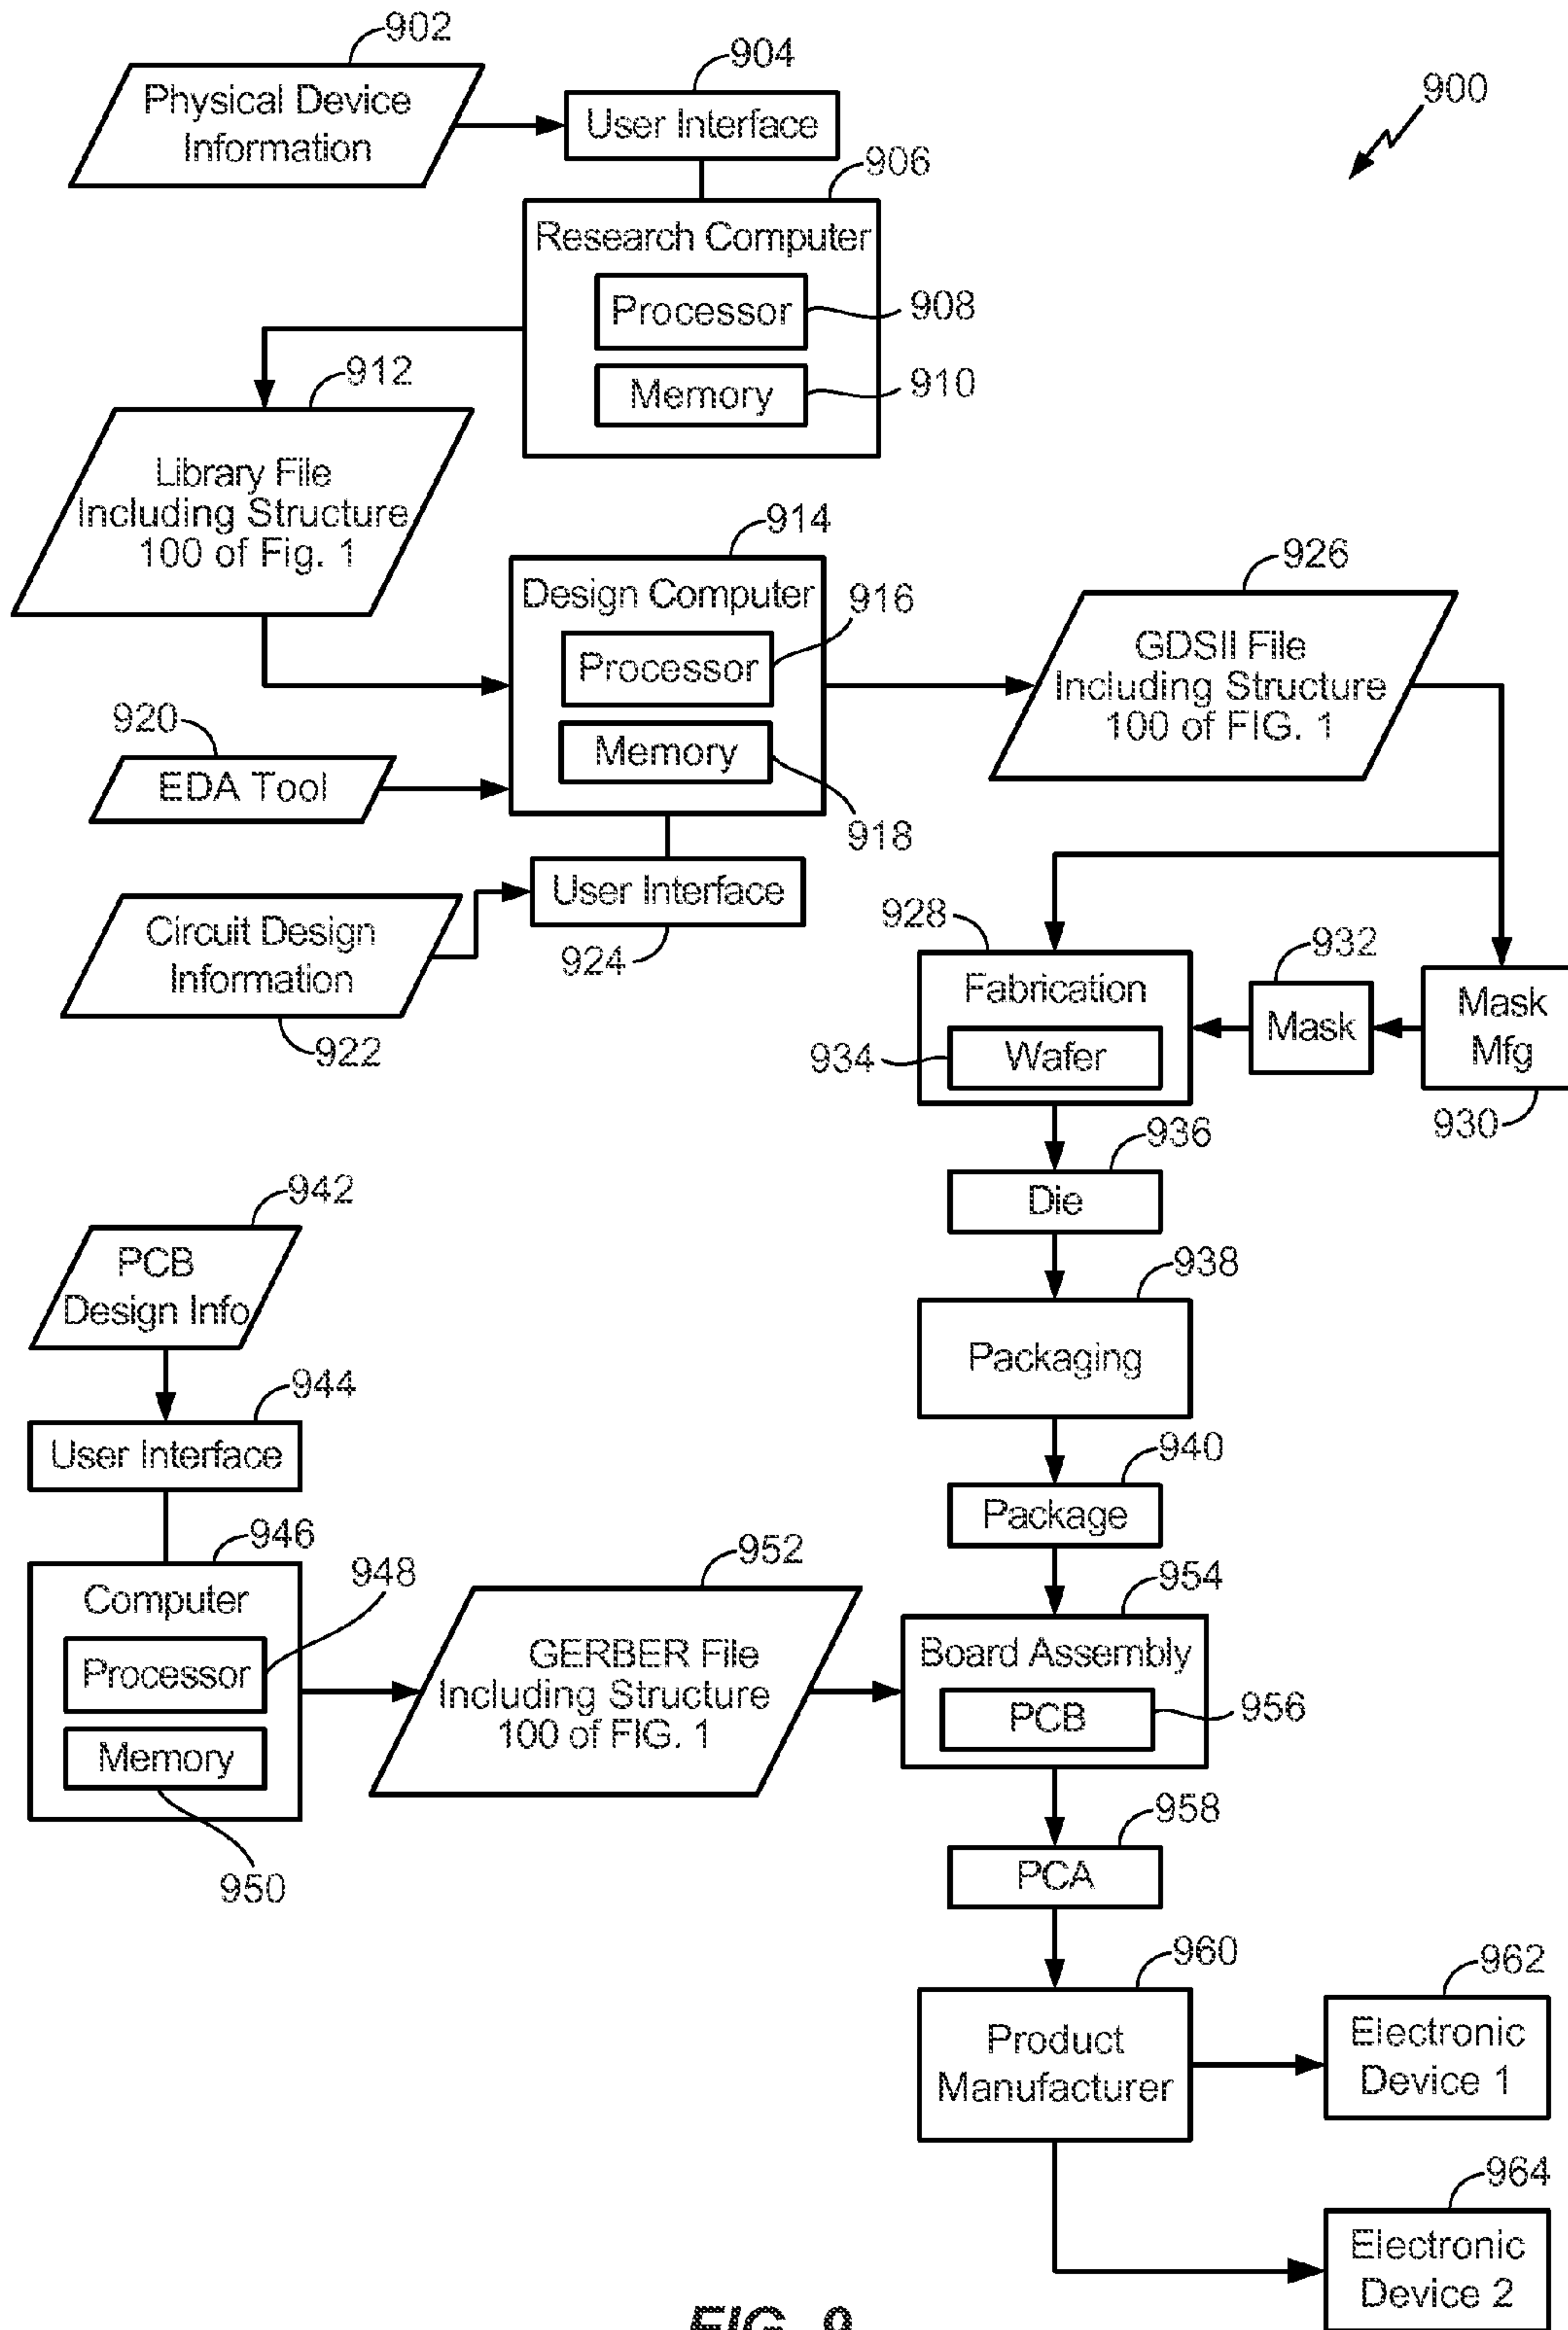 902
Physical Device
Information
904
User Interface
900
906
Research Computer
Processor
908
Memory
910
912
Library File
Including Structure
100 of Fig. 1
914
Design Computer
916
Processor
Memory
918
926
GDSII File
Including Structure
100 of FIG. 1
920
EDA Tool
User Interface
924
Circuit Design
Information
922
928
Fabrication
934
Wafer
932
Mask
Mask
Mfg
930
936
Die
938
Packaging
940
Package
942
PCB
Design Info
944
User Interface
946
Computer
948
Processor
Memory
950
952
GERBER File
Including Structure
100 of FIG. 1
954
Board Assembly
PCB
956
958
PCA
960
Product
Manufacturer
962
Electronic
Device 1
964
Electronic
Device 2
FIG. 9